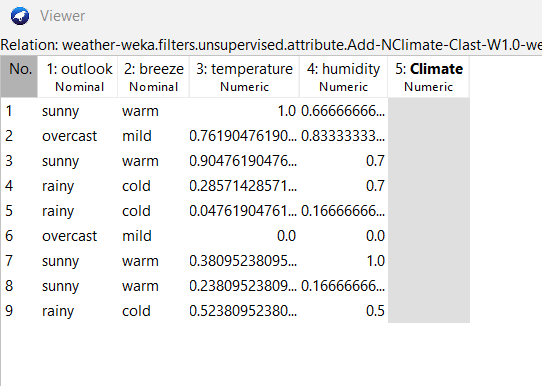 Viewer
Relation: weather-weka.filters.unsupervised.attribute.Add-NClimate-Clast-W1.0-we
No. 1: outlook 2: breeze 3: temperature 4: humidity 5: Climate
Nominal Nominal Numeric Numeric Numeric
1 sunny warm 1.0 0.66666666...
2 overcast mild 0.76190476190... 0.83333333...
3 sunny warm 0.90476190476... 0.7
4 rainy cold 0.28571428571... 0.7
5 rainy cold 0.04761904761... 0.16666666...
6 overcast mild 0.0 0.0
7 sunny warm 0.38095238095... 1.0
8 sunny warm 0.23809523809... 0.16666666...
9 rainy cold 0.52380952380... 0.5